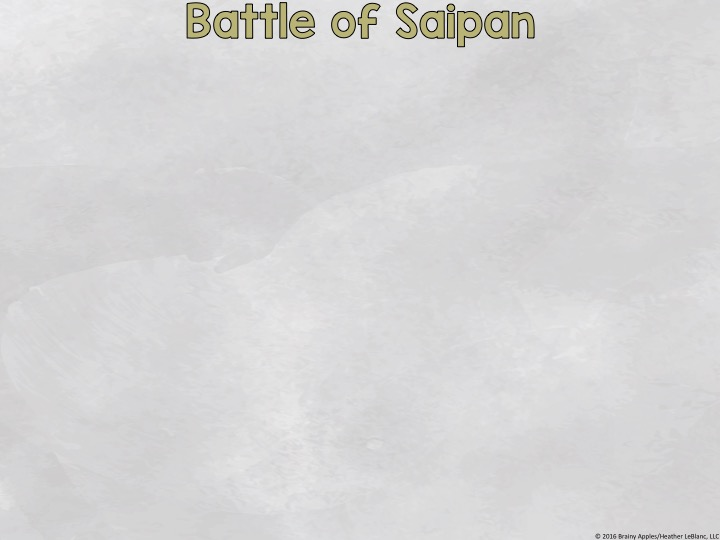 Battle of Saipan
© 2016 Brainy Apples/Heather LeBlanc, LLC